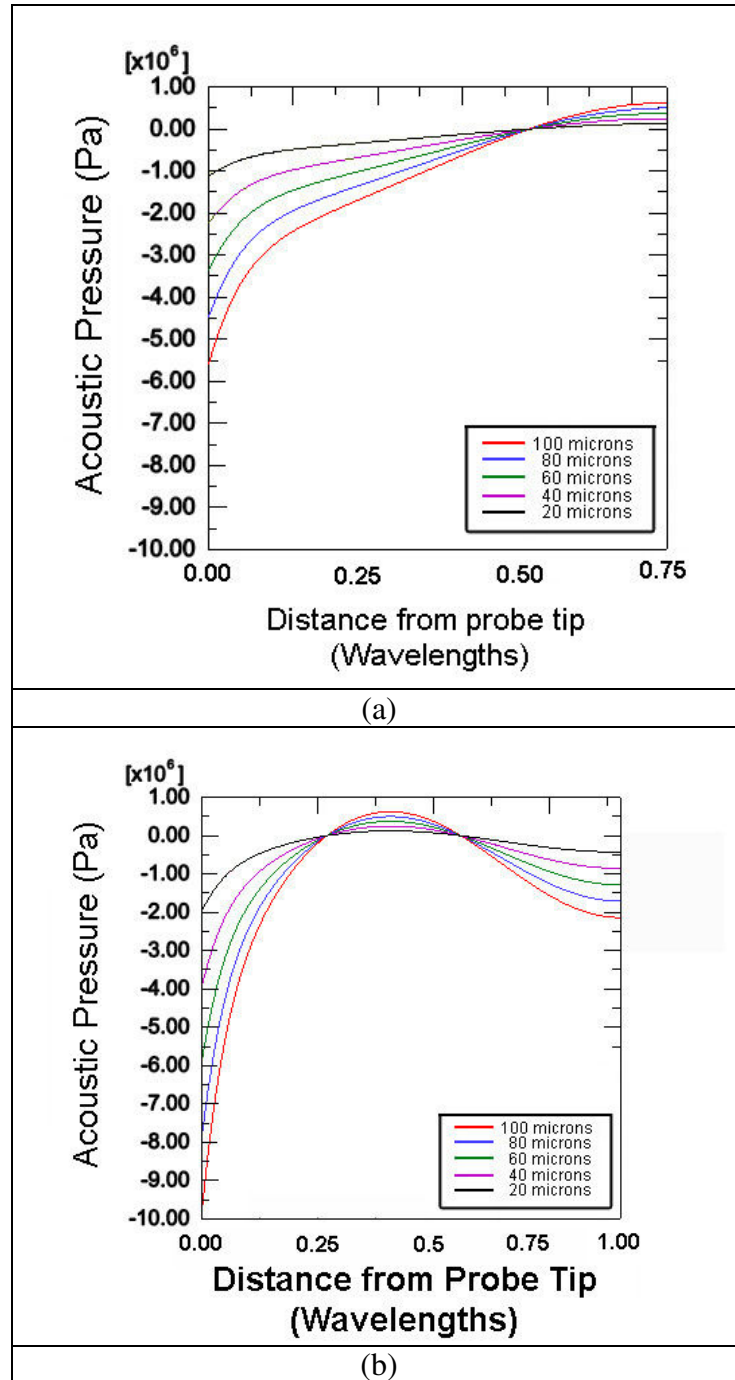 [x10⁶]
1.00
0.00
-1.00
-2.00
-3.00
-4.00
-5.00
-6.00
-7.00
-8.00
-9.00
-10.00
Acoustic Pressure (Pa)
100 microns
80 microns
60 microns
40 microns
20 microns
0.00 0.25 0.50 0.75
Distance from probe tip
(Wavelengths)
(a)
[x10⁶]
1.00
0.00
-1.00
-2.00
-3.00
-4.00
-5.00
-6.00
-7.00
-8.00
-9.00
-10.00
Acoustic Pressure (Pa)
100 microns
80 microns
60 microns
40 microns
20 microns
0.00 0.25 0.5 0.75 1.00
Distance from Probe Tip
(Wavelengths)
(b)